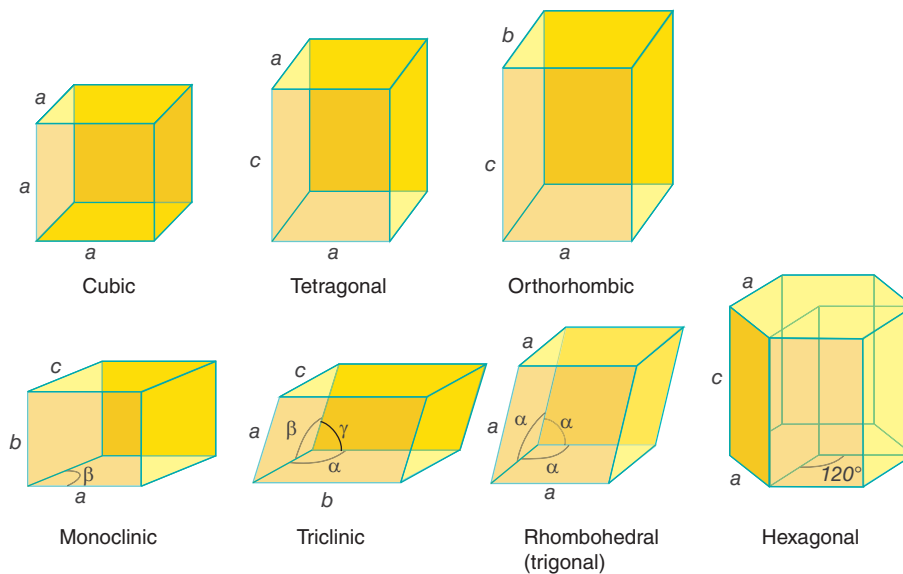 a
a
a
Cubic
a
c
a
Tetragonal
b
c
a
Orthorhombic
c
b
β
a
Monoclinic
c
a
β
γ
α
b
Triclinic
a
a
α
α
α
a
Rhombohedral
(trigonal)
a
c
a
120°
Hexagonal